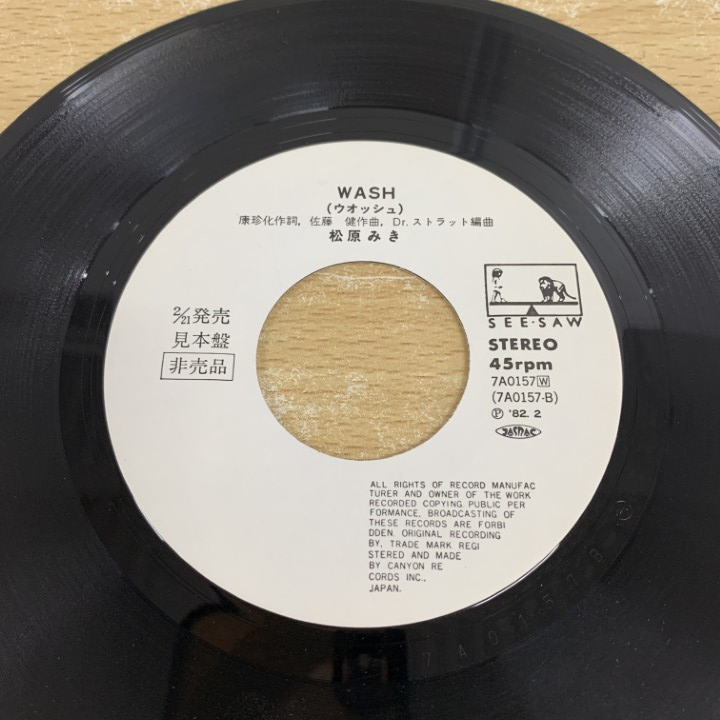 WASH
(ウオッシュ)
康珍化作詞, 佐藤 健作曲, Dr.ストラット編曲
松原みき
2/21発売
見本盤
非売品
SEE·SAW
STEREO
45rpm
7A0157 W
(7A0157-B)
Ⓟ '82. 2
JASRAC
ALL RIGHTS OF RECORD MANUFAC
TURER AND OWNER OF THE WORK
RECORDED COPYING. PUBLIC PER
FORMANCE, BROADCASTING OF
THESE RECORDS ARE FORBI
DDEN. ORIGINAL RECORDING
BY, TRADE MARK REGI
STERED AND MADE
BY CANYON RE
CORDS INC.,
JAPAN.